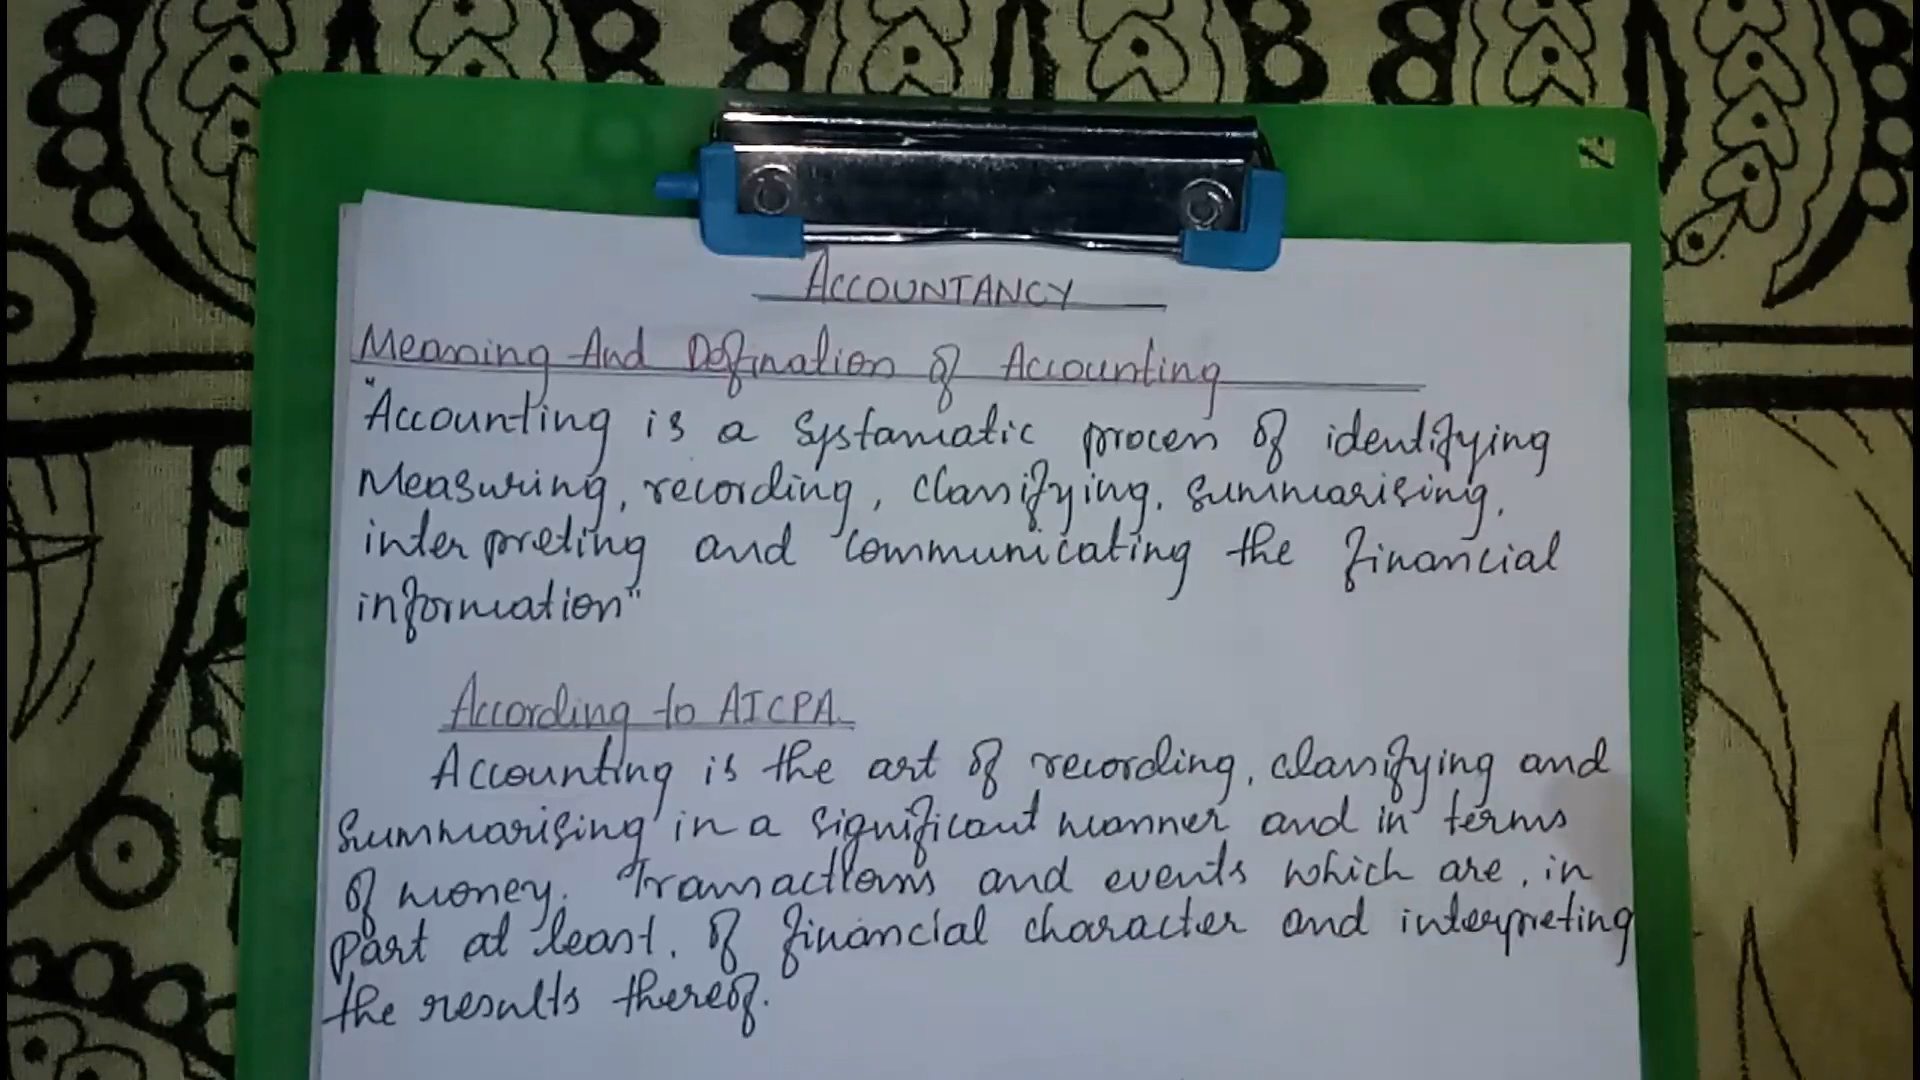 ACCOUNTANCY
Meaning And Defination of Accounting
"Accounting is a Systamatic process of identifying
Measuring, recording, classifying, summarising,
interpreting and communicating the financial
information"
According to AICPA.
Accounting is the art of recording, classifying and
Summarising in a significant manner and in terms
of money. Transactions and events which are, in
part at least, of financial character and interpreting
the results thereof.